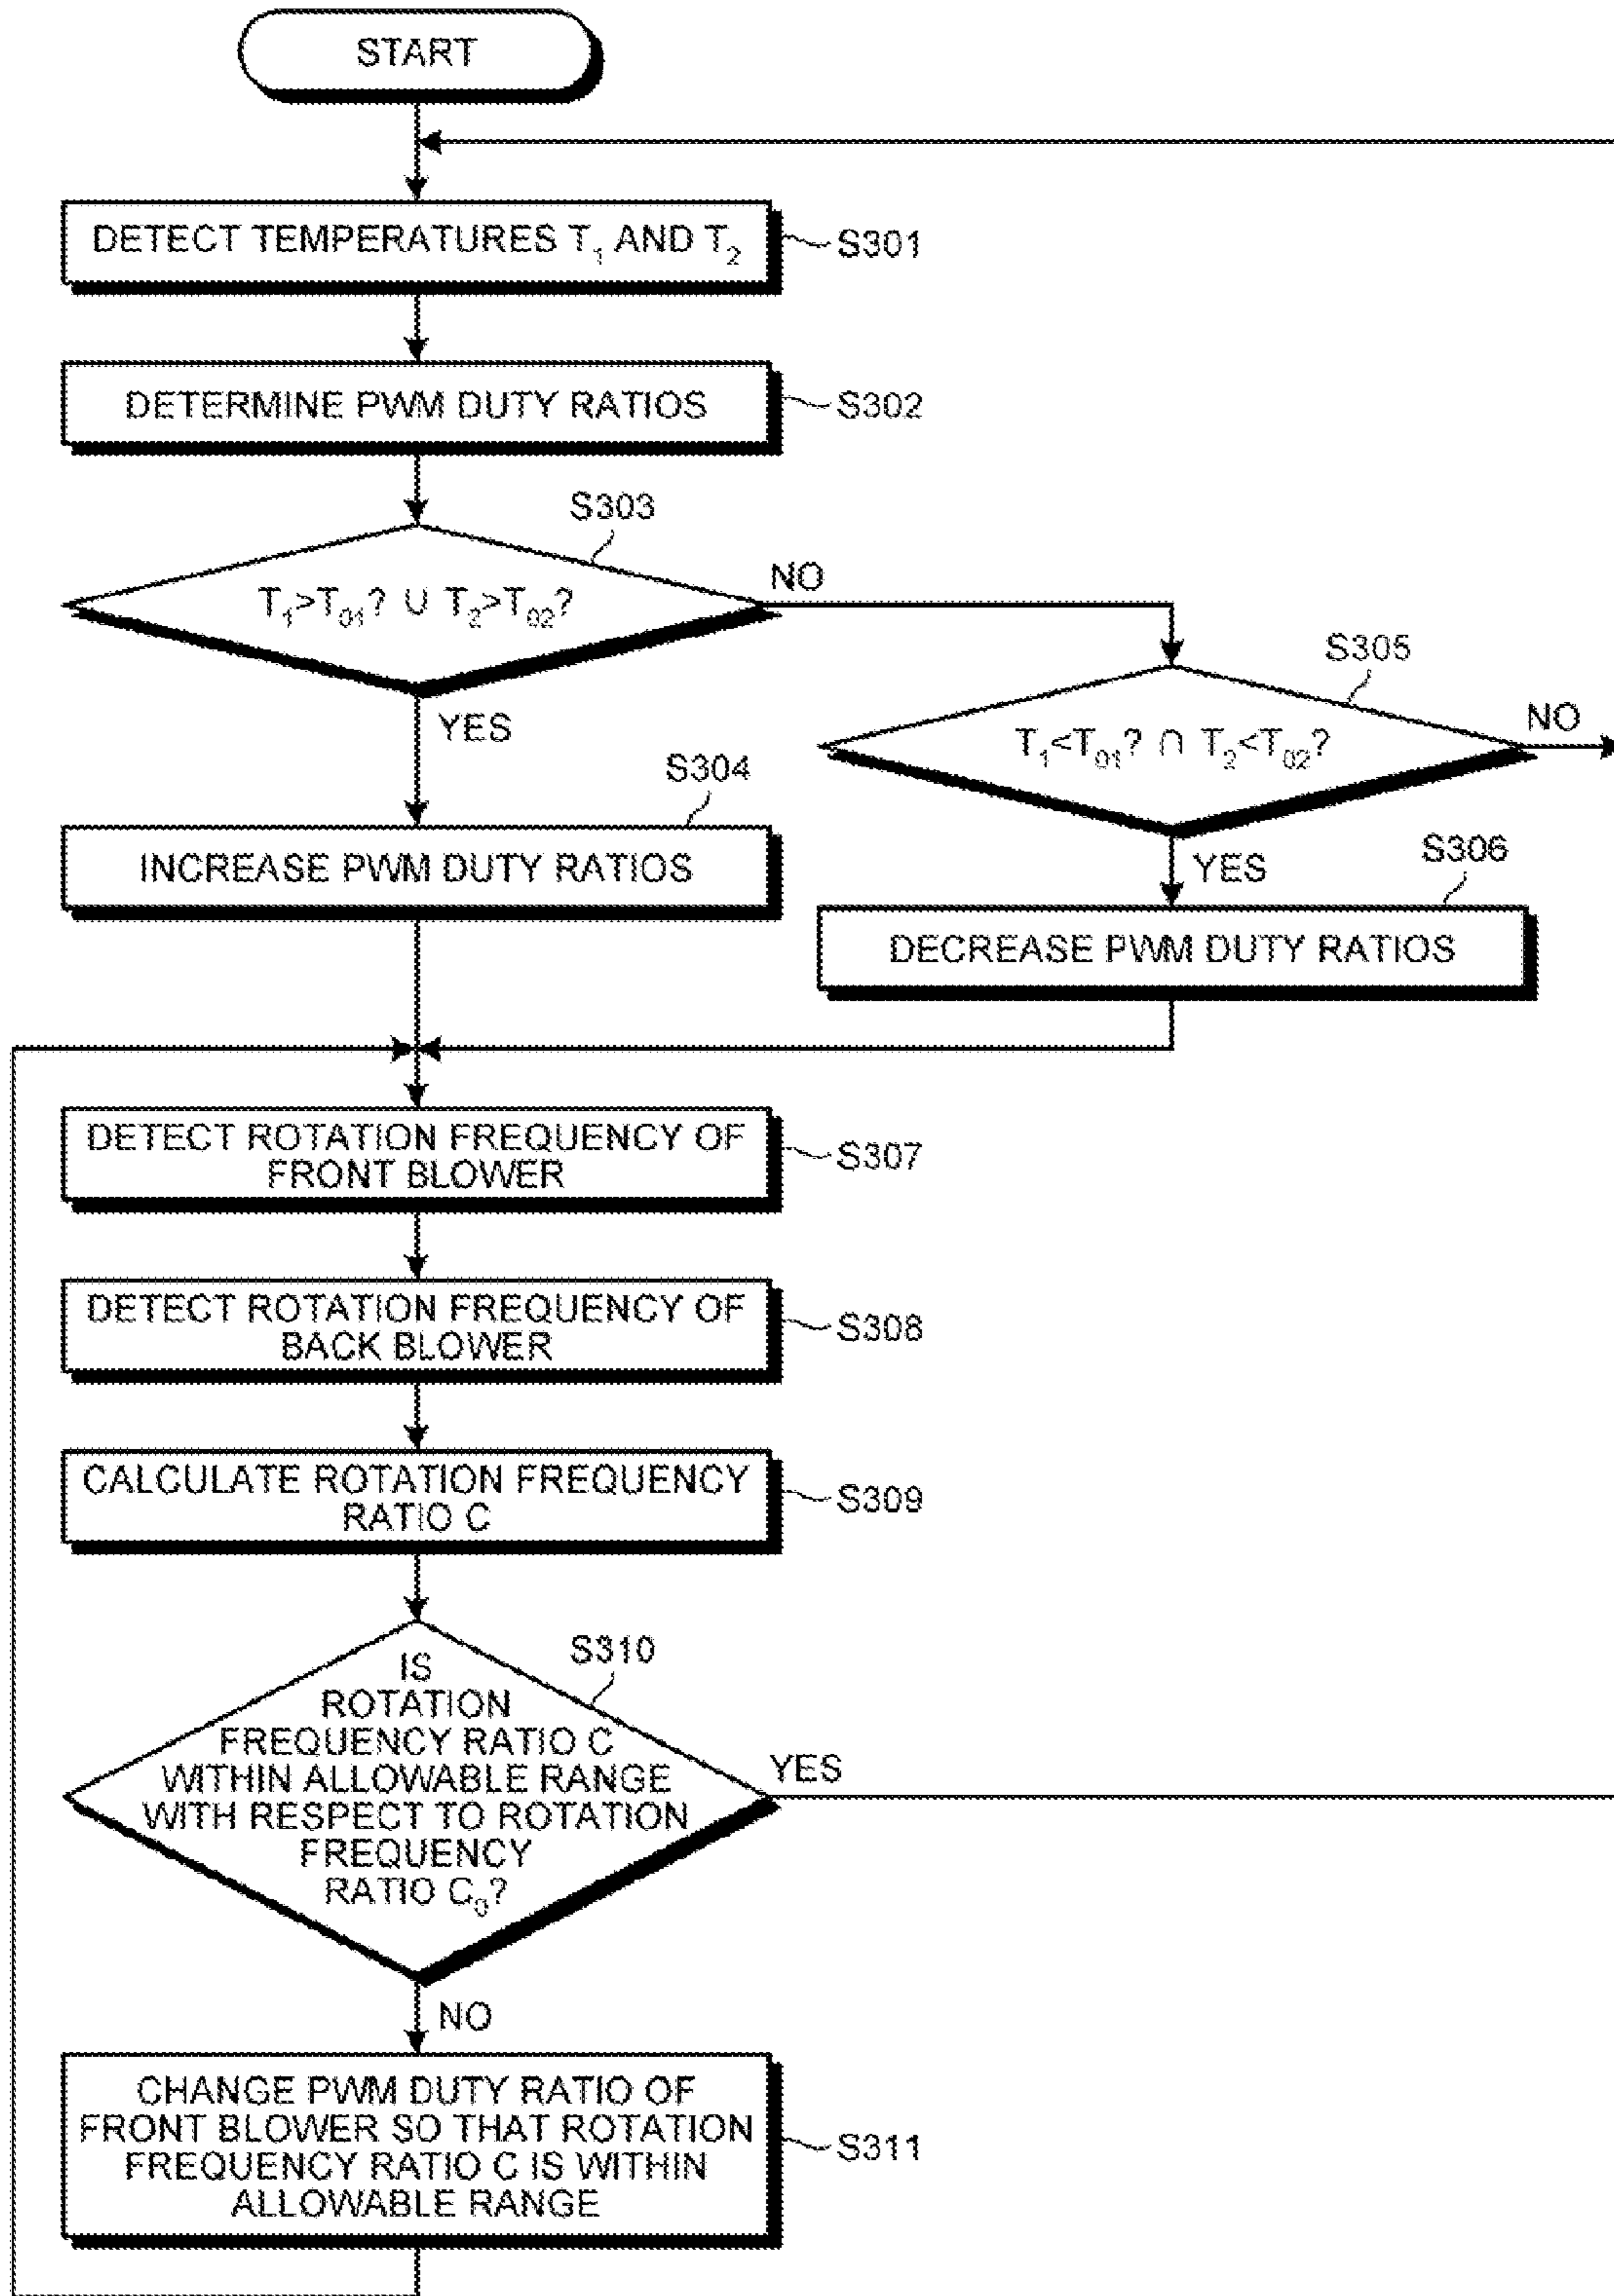 START
DETECT TEMPERATURES T₁ AND T₂
S301
DETERMINE PWM DUTY RATIOS
S302
S303
T₁>T₀₁? ∪ T₂>T₀₂?
NO
YES
S305
T₁<T₀₁? ∩ T₂<T₀₂?
NO
YES
S304
INCREASE PWM DUTY RATIOS
S306
DECREASE PWM DUTY RATIOS
DETECT ROTATION FREQUENCY OF
FRONT BLOWER
S307
DETECT ROTATION FREQUENCY OF
BACK BLOWER
S308
CALCULATE ROTATION FREQUENCY
RATIO C
S309
S310
IS
ROTATION
FREQUENCY RATIO C
WITHIN ALLOWABLE RANGE
WITH RESPECT TO ROTATION
FREQUENCY
RATIO C₀?
YES
NO
CHANGE PWM DUTY RATIO OF
FRONT BLOWER SO THAT ROTATION
FREQUENCY RATIO C IS WITHIN
ALLOWABLE RANGE
S311